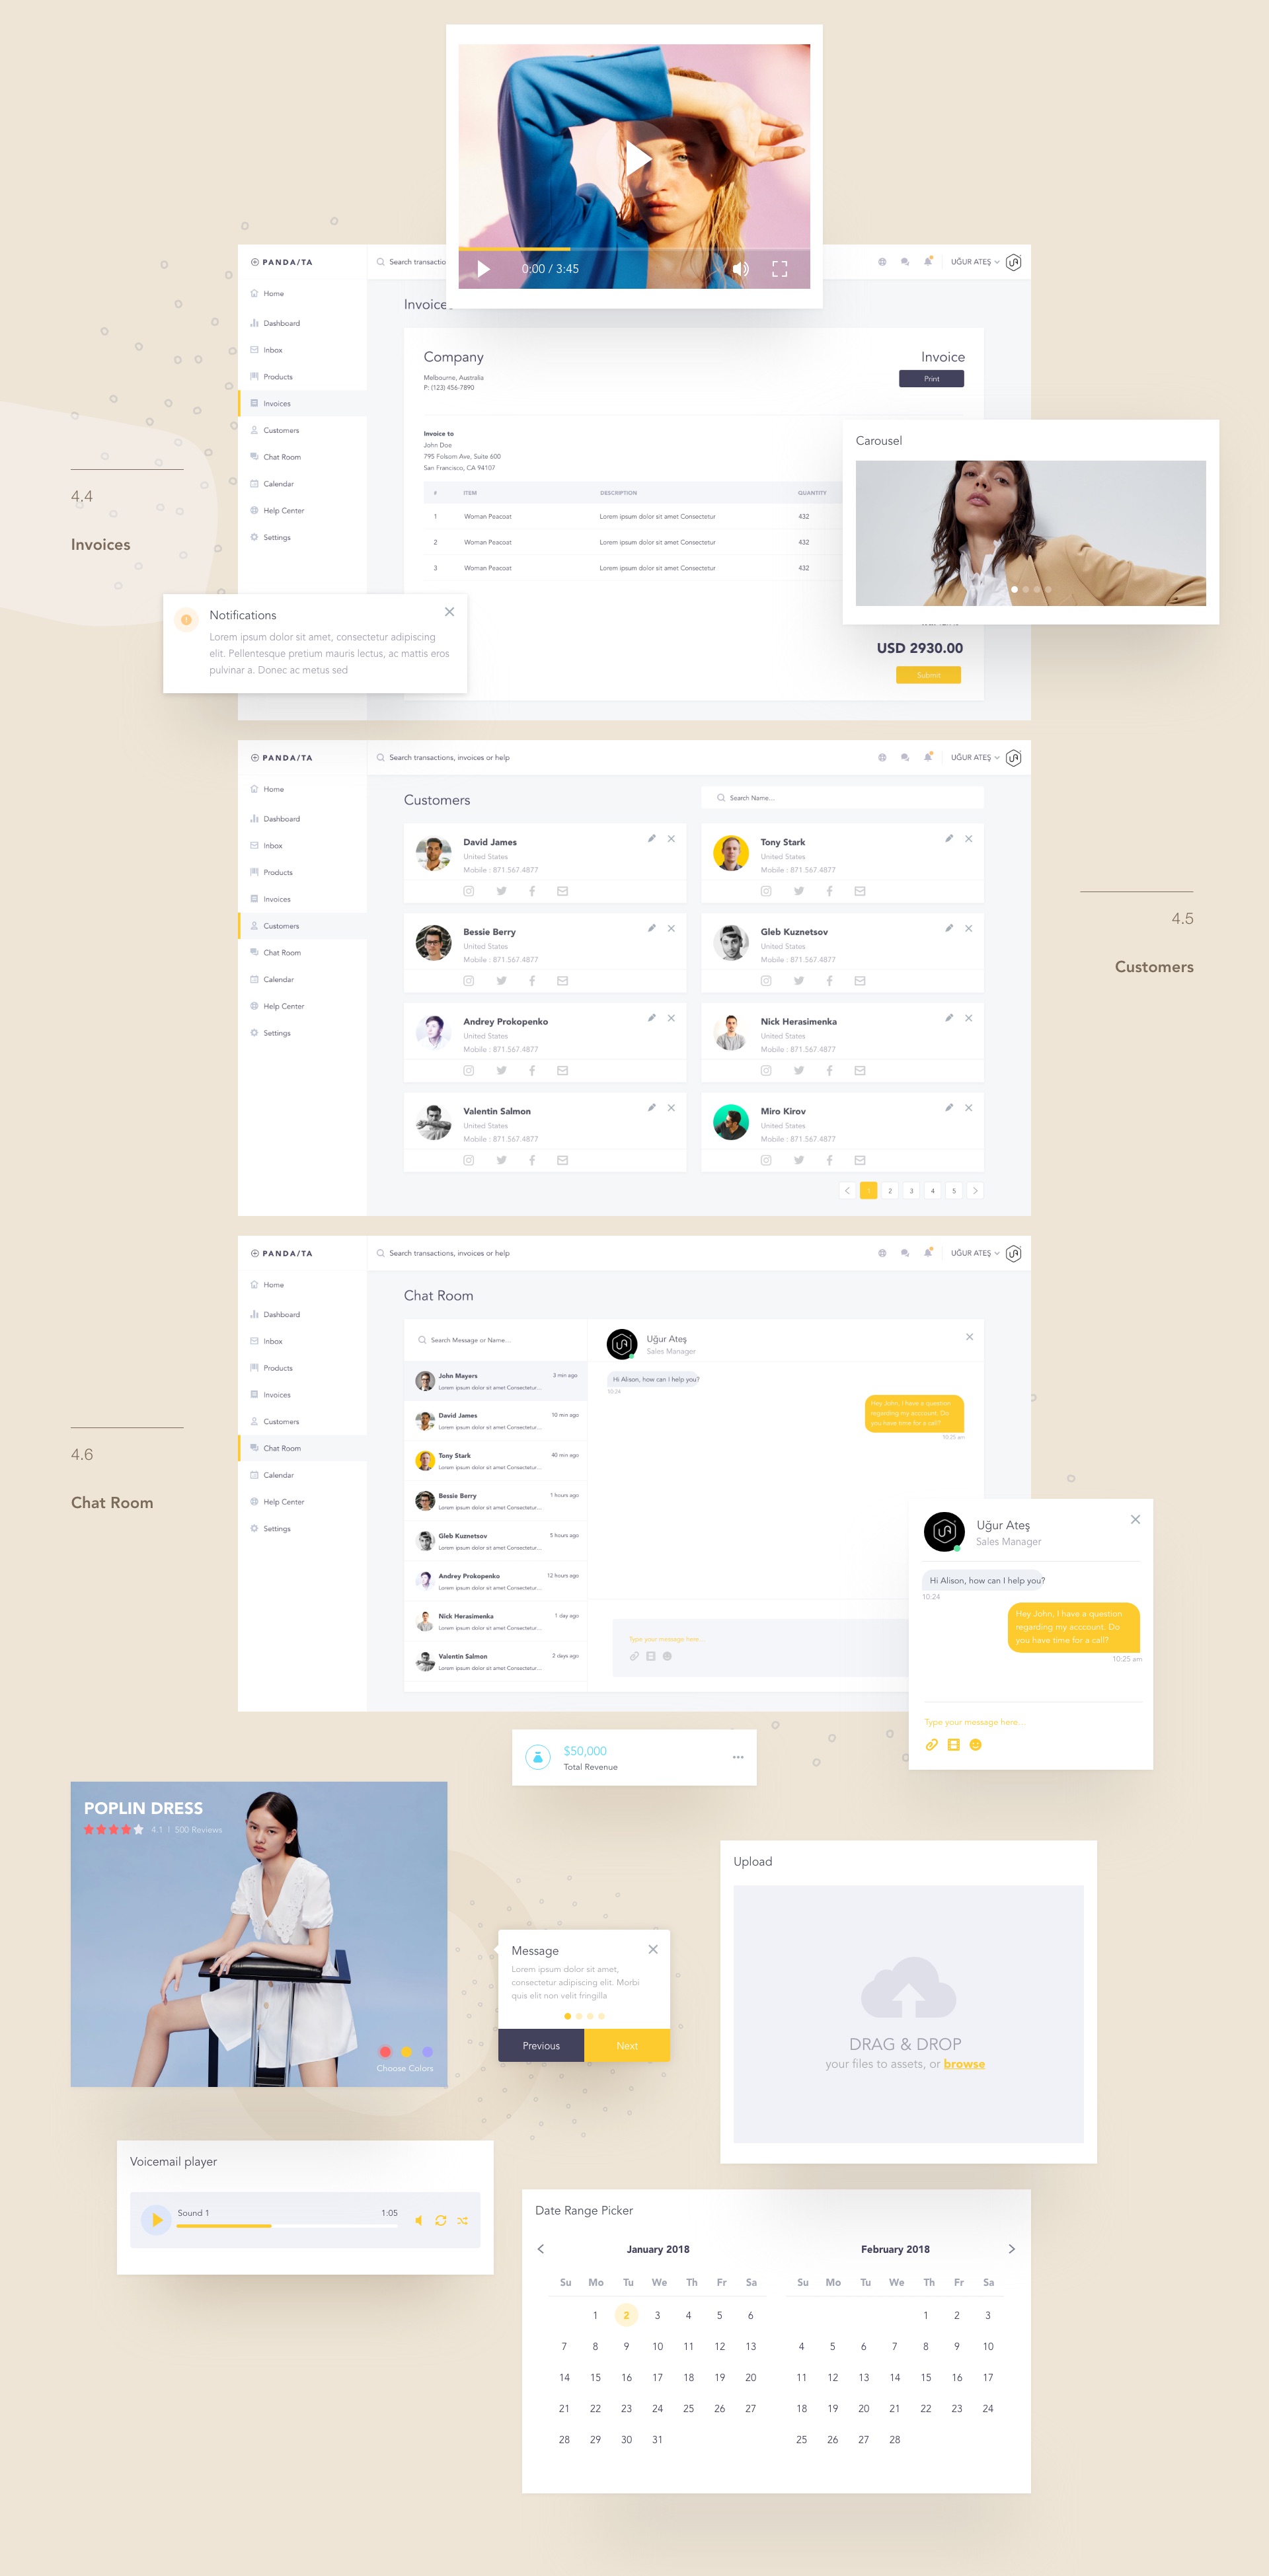 0:00 / 3:45
PANDA/TA
Search transactio
UĞUR ATEŞ
Home
Dashboard
Inbox
Products
Invoices
Customers
Chat Room
Calendar
Help Center
Settings
Invoices
Company
Melbourne, Australia
P: (123) 456-7890
Invoice
Print
Invoice to
John Doe
795 Folsom Ave, Suite 600
San Francisco, CA 94107
# ITEM DESCRIPTION QUANTITY
1 Woman Peacoat Lorem ipsum dolor sit amet Consectetur 432
2 Woman Peacoat Lorem ipsum dolor sit amet Consectetur 432
3 Woman Peacoat Lorem ipsum dolor sit amet Consectetur 432
USD 2930.00
Submit
Carousel
4.4
Invoices
Notifications
Lorem ipsum dolor sit amet, consectetur adipiscing
elit. Pellentesque pretium mauris lectus, ac mattis eros
pulvinar a. Donec ac metus sed
PANDA/TA
Search transactions, invoices or help
UĞUR ATEŞ
Home
Dashboard
Inbox
Products
Invoices
Customers
Chat Room
Calendar
Help Center
Settings
Customers
Search Name...
David James
United States
Mobile : 871.567.4877
Tony Stark
United States
Mobile : 871.567.4877
Bessie Berry
United States
Mobile : 871.567.4877
Gleb Kuznetsov
United States
Mobile : 871.567.4877
Andrey Prokopenko
United States
Mobile : 871.567.4877
Nick Herasimenka
United States
Mobile : 871.567.4877
Valentin Salmon
United States
Mobile : 871.567.4877
Miro Kirov
United States
Mobile : 871.567.4877
2 3 4 5
4.5
Customers
PANDA/TA
Search transactions, invoices or help
UĞUR ATEŞ
Home
Dashboard
Inbox
Products
Invoices
Customers
Chat Room
Calendar
Help Center
Settings
4.6
Chat Room
Chat Room
Search Message or Name...
John Mayers 3 min ago
Lorem ipsum dolor sit amet Consectetur...
David James 10 min ago
Lorem ipsum dolor sit amet Consectetur...
Tony Stark 40 min ago
Lorem ipsum dolor sit amet Consectetur...
Bessie Berry 1 hours ago
Lorem ipsum dolor sit amet Consectetur...
Gleb Kuznetsov 5 hours ago
Lorem ipsum dolor sit amet Consectetur...
Andrey Prokopenko 12 hours ago
Lorem ipsum dolor sit amet Consectetur...
Nick Herasimenka 1 day ago
Lorem ipsum dolor sit amet Consectetur...
Valentin Salmon 2 days ago
Lorem ipsum dolor sit amet Consectetur...
Uğur Ateş
Sales Manager
Hi Alison, how can I help you?
10:24
Hey John, I have a question
regarding my acccount. Do
you have time for a call?
10:25 am
Type your message here...
Uğur Ateş
Sales Manager
Hi Alison, how can I help you?
10:24
Hey John, I have a question
regarding my acccount. Do
you have time for a call?
10:25 am
Type your message here...
$50,000
Total Revenue
POPLIN DRESS
4.1 | 500 Reviews
Choose Colors
Message
Lorem ipsum dolor sit amet,
consectetur adipiscing elit. Morbi
quis elit non velit fringilla
Previous Next
Upload
DRAG & DROP
your files to assets, or browse
Voicemail player
Sound 1 1:05
Date Range Picker
January 2018
Su Mo Tu We Th Fr Sa
1 2 3 4 5 6
7 8 9 10 11 12 13
14 15 16 17 18 19 20
21 22 23 24 25 26 27
28 29 30 31
February 2018
Su Mo Tu We Th Fr Sa
1 2 3
4 5 6 7 8 9 10
11 12 13 14 15 16 17
18 19 20 21 22 23 24
25 26 27 28